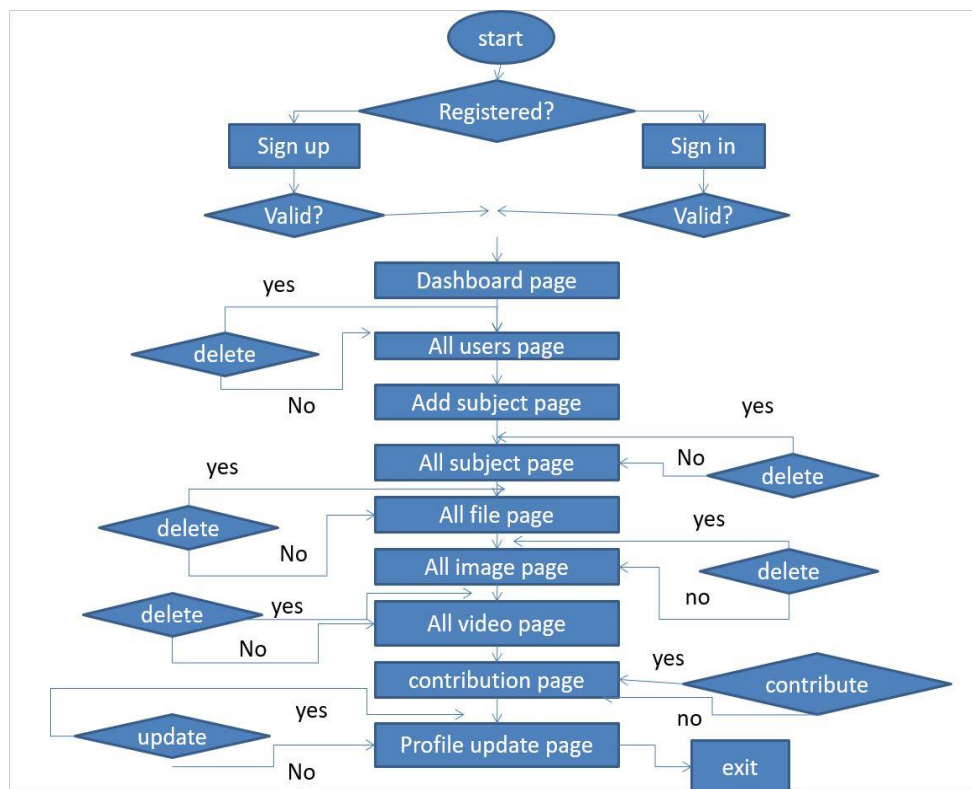 start
Registered?
Sign up
Sign in
Valid?
Valid?
Dashboard page
yes
delete
All users page
No
Add subject page
yes
All subject page
No
delete
yes
delete
All file page
No
yes
All image page
delete
no
delete
yes
All video page
No
contribution page
yes
contribute
no
yes
update
Profile update page
No
exit